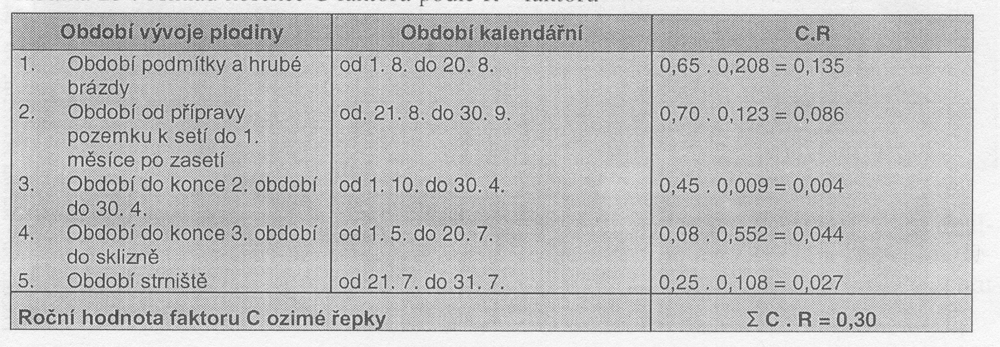 C faktoru podle R - faktoru
Období vývoje plodiny Období kalendářní C.R
1. Období podmítky a hrubé od 1. 8. do 20. 8. 0,65 . 0,208 = 0,135
brázdy
2. Období od přípravy od. 21. 8. do 30. 9. 0,70 . 0,123 = 0,086
pozemku k setí do 1.
měsíce po zasetí
3. Období do konce 2. období od 1. 10. do 30. 4. 0,45 . 0,009 = 0,004
do 30. 4.
4. Období do konce 3. období od 1. 5. do 20. 7. 0,08 . 0,552 = 0,044
do sklizně
5. Období strniště od 21. 7. do 31. 7. 0,25 . 0,108 = 0,027
Roční hodnota faktoru C ozimé řepky Σ C . R = 0,30